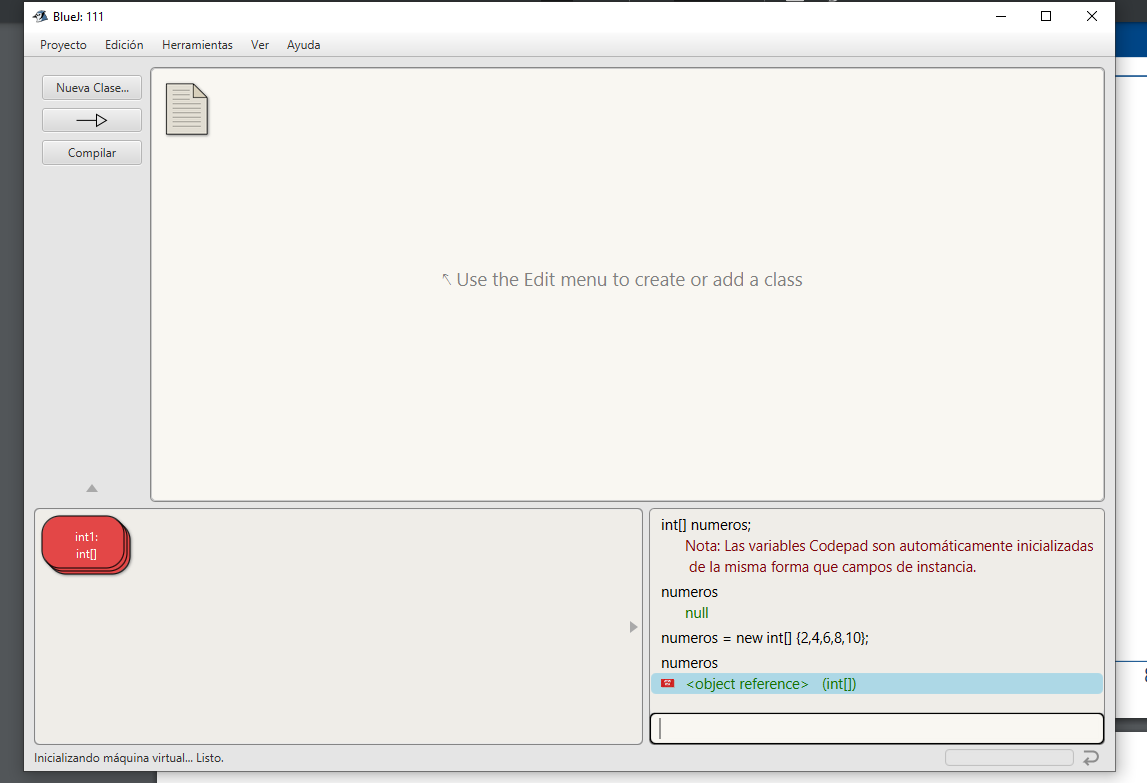 BlueJ: 111
Proyecto Edición Herramientas Ver Ayuda
Nueva Clase...
Compilar
Use the Edit menu to create or add a class
int1:
int[]
int[] numeros;
Nota: Las variables Codepad son automáticamente inicializadas
de la misma forma que campos de instancia.
numeros
null
numeros = new int[] {2,4,6,8,10};
numeros
<object reference> (int[])
Inicializando máquina virtual... Listo.